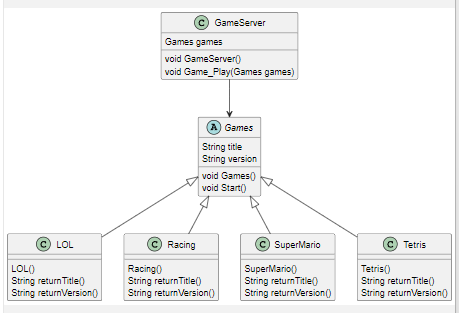 C GameServer
Games games
void GameServer()
void Game_Play(Games games)
A Games
String title
String version
void Games()
void Start()
C LOL
LOL()
String returnTitle()
String returnVersion()
C Racing
Racing()
String returnTitle()
String returnVersion()
C SuperMario
SuperMario()
String returnTitle()
String returnVersion()
C Tetris
Tetris()
String returnTitle()
String returnVersion()